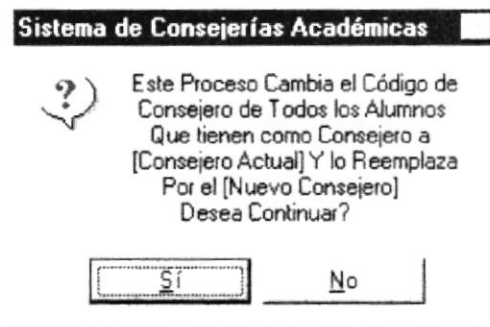 Sistema de Consejerías Académicas
Este Proceso Cambia el Código de
Consejero de Todos los Alumnos
Que tienen como Consejero a
[Consejero Actual] Y lo Reemplaza
Por el [Nuevo Consejero]
Desea Continuar?
Sí
No